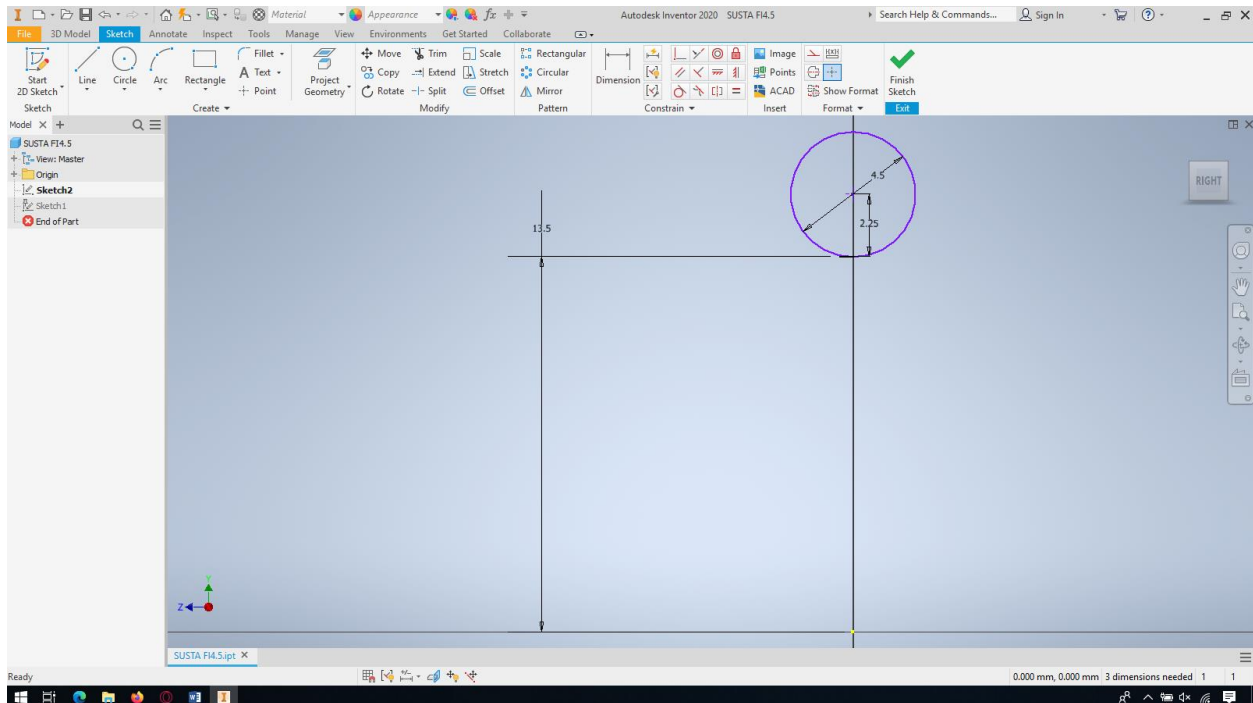 Material Appearance fx Autodesk Inventor 2020 SUSTA FI4.5 Search Help & Commands... Sign In
File 3D Model Sketch Annotate Inspect Tools Manage View Environments Get Started Collaborate
Start 2D Sketch Line Circle Arc Rectangle Fillet Text Point Project Geometry
Move Trim Scale
Copy Extend Stretch
Rotate Split Offset
Rectangular
Circular
Mirror
Dimension
Image
Points
ACAD
Show Format
Finish Sketch
Sketch Create Modify Pattern Constrain Insert Format Exit
Model
SUSTA FI4.5
View: Master
Origin
Sketch2
Sketch1
End of Part
RIGHT
4.5
2.25
13.5
Y
Z
SUSTA FI4.5.ipt
Ready 0.000 mm, 0.000 mm 3 dimensions needed 1 1